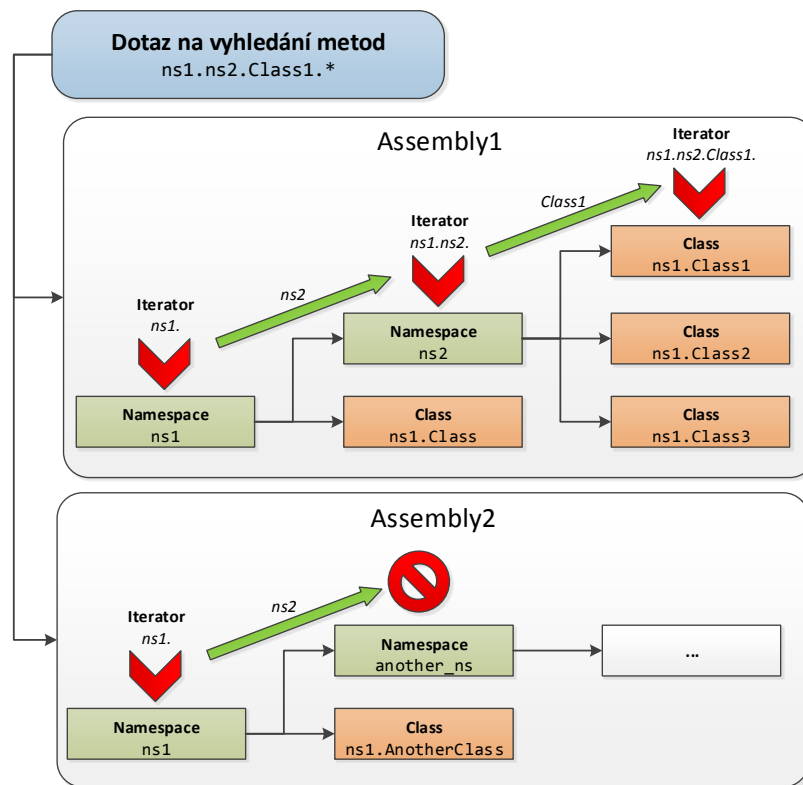 Dotaz na vyhledání metod
ns1.ns2.Class1.*
Assembly1
Iterator
ns1.ns2.Class1.
Class1
Iterator
ns1.ns2.
Class
ns1.Class1
ns2
Iterator
ns1.
Namespace
ns2
Class
ns1.Class2
Namespace
ns1
Class
ns1.Class
Class
ns1.Class3
Assembly2
ns2
Iterator
ns1.
Namespace
another_ns
...
Namespace
ns1
Class
ns1.AnotherClass